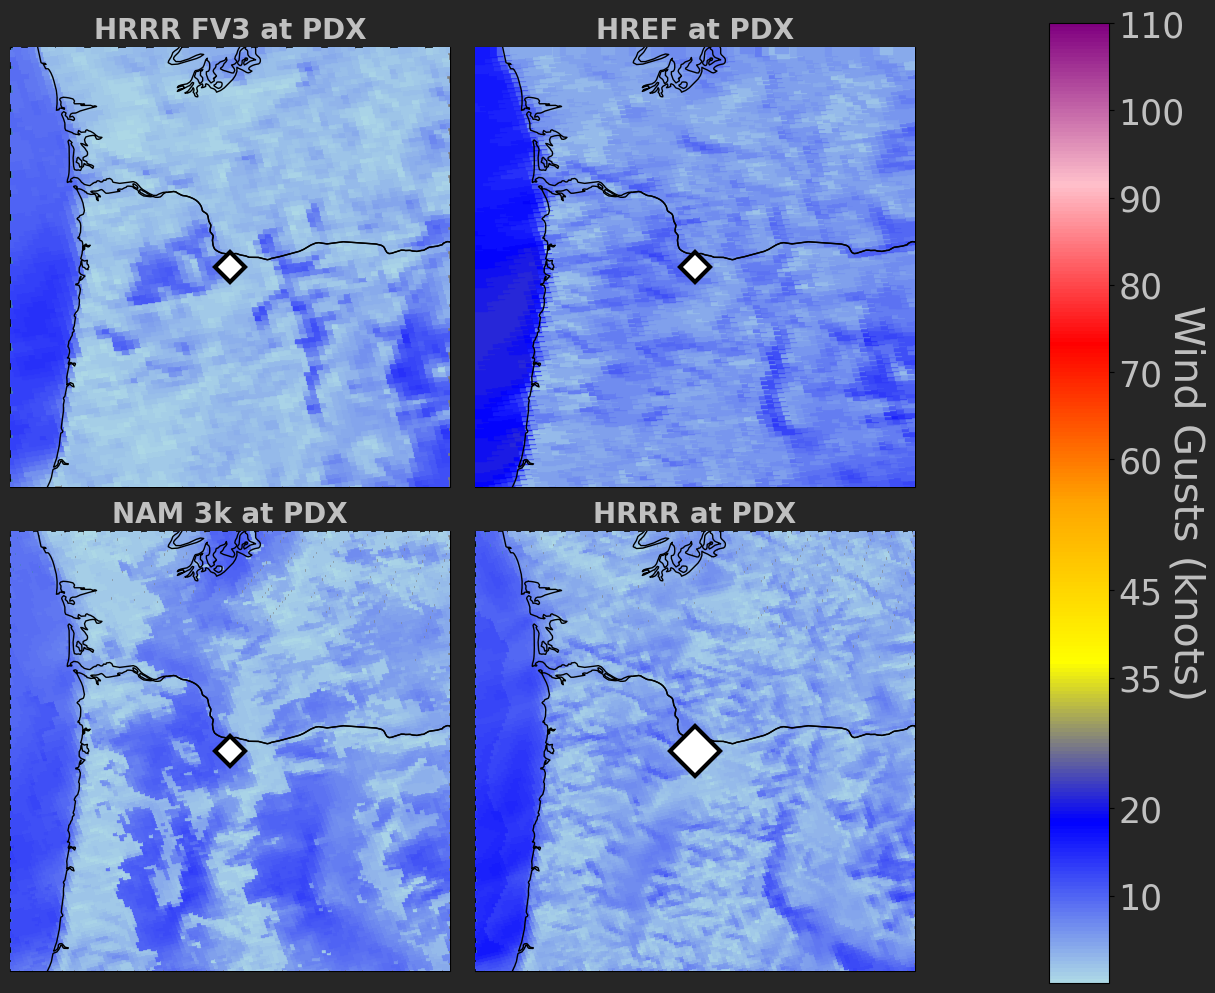 HRRR FV3 at PDX
HREF at PDX
NAM 3k at PDX
HRRR at PDX
110
100
90
80
70
60
45
35
20
10
Wind Gusts (knots)